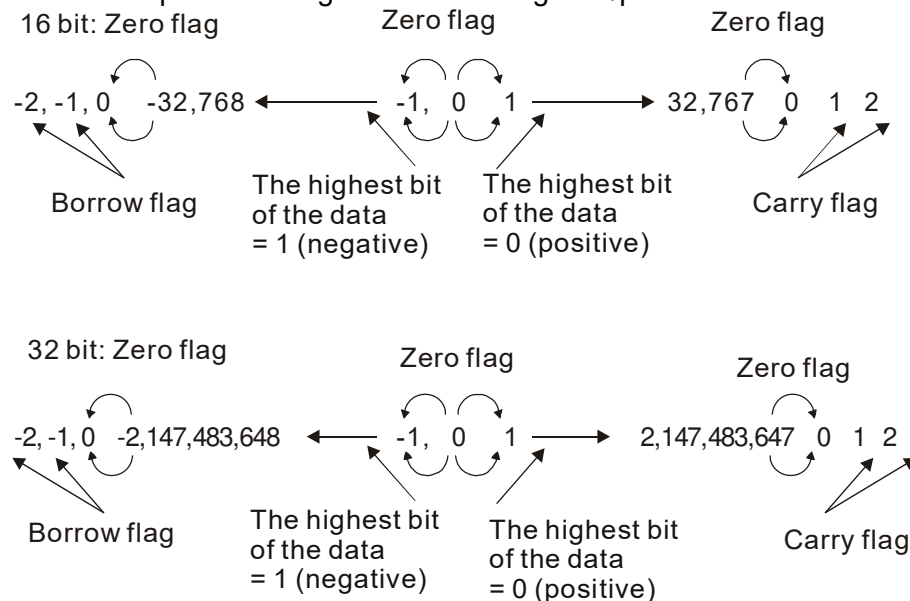 16 bit: Zero flag Zero flag Zero flag
-2, -1, 0 -32,768 -1, 0 1 32,767 0 1 2
Borrow flag
The highest bit
of the data
= 1 (negative)
The highest bit
of the data
= 0 (positive)
Carry flag
32 bit: Zero flag Zero flag Zero flag
-2, -1, 0 -2,147,483,648 -1, 0 1 2,147,483,647 0 1 2
Borrow flag
The highest bit
of the data
= 1 (negative)
The highest bit
of the data
= 0 (positive)
Carry flag